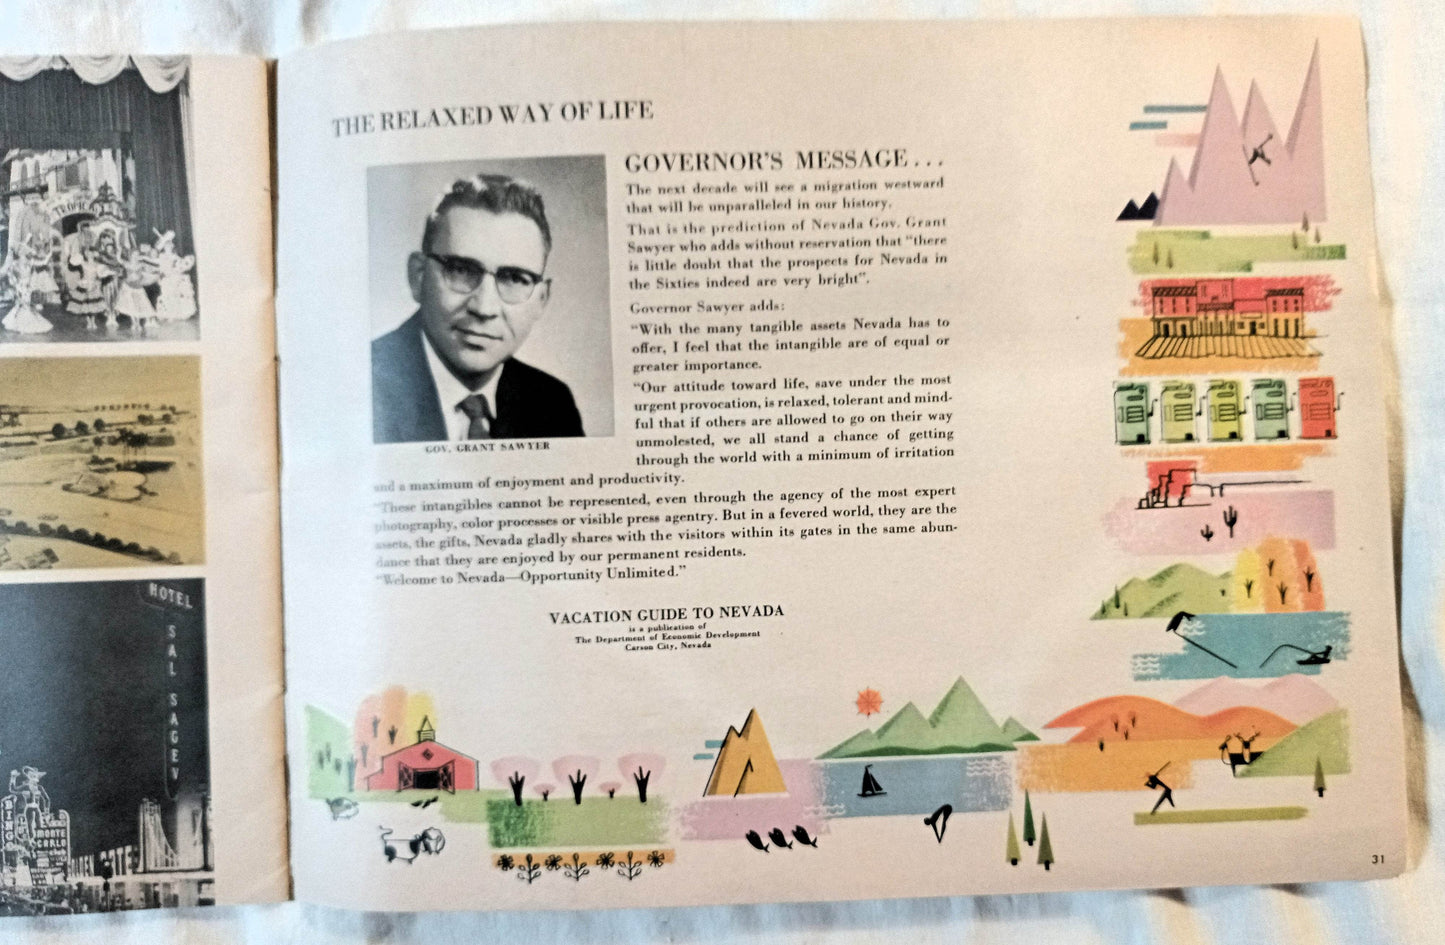 TROPICA
HOTEL
SAL SAGEV
BINGO
MONTE
CARLO
club
GOLDEN GATE
THE RELAXED WAY OF LIFE
GOVERNOR'S MESSAGE...
The next decade will see a migration westward
that will be unparalleled in our history.
That is the prediction of Nevada Gov. Grant
Sawyer who adds without reservation that "there
is little doubt that the prospects for Nevada in
the Sixties indeed are very bright".
Governor Sawyer adds:
"With the many tangible assets Nevada has to
offer, I feel that the intangible are of equal or
greater importance.
"Our attitude toward life, save under the most
urgent provocation, is relaxed, tolerant and mind-
ful that if others are allowed to go on their way
unmolested, we all stand a chance of getting
through the world with a minimum of irritation
and a maximum of enjoyment and productivity.
"These intangibles cannot be represented, even through the agency of the most expert
photography, color processes or visible press agentry. But in a fevered world, they are the
assets, the gifts, Nevada gladly shares with the visitors within its gates in the same abun-
dance that they are enjoyed by our permanent residents.
"Welcome to Nevada—Opportunity Unlimited."
GOV. GRANT SAWYER
VACATION GUIDE TO NEVADA
is a publication of
The Department of Economic Development
Carson City, Nevada
31